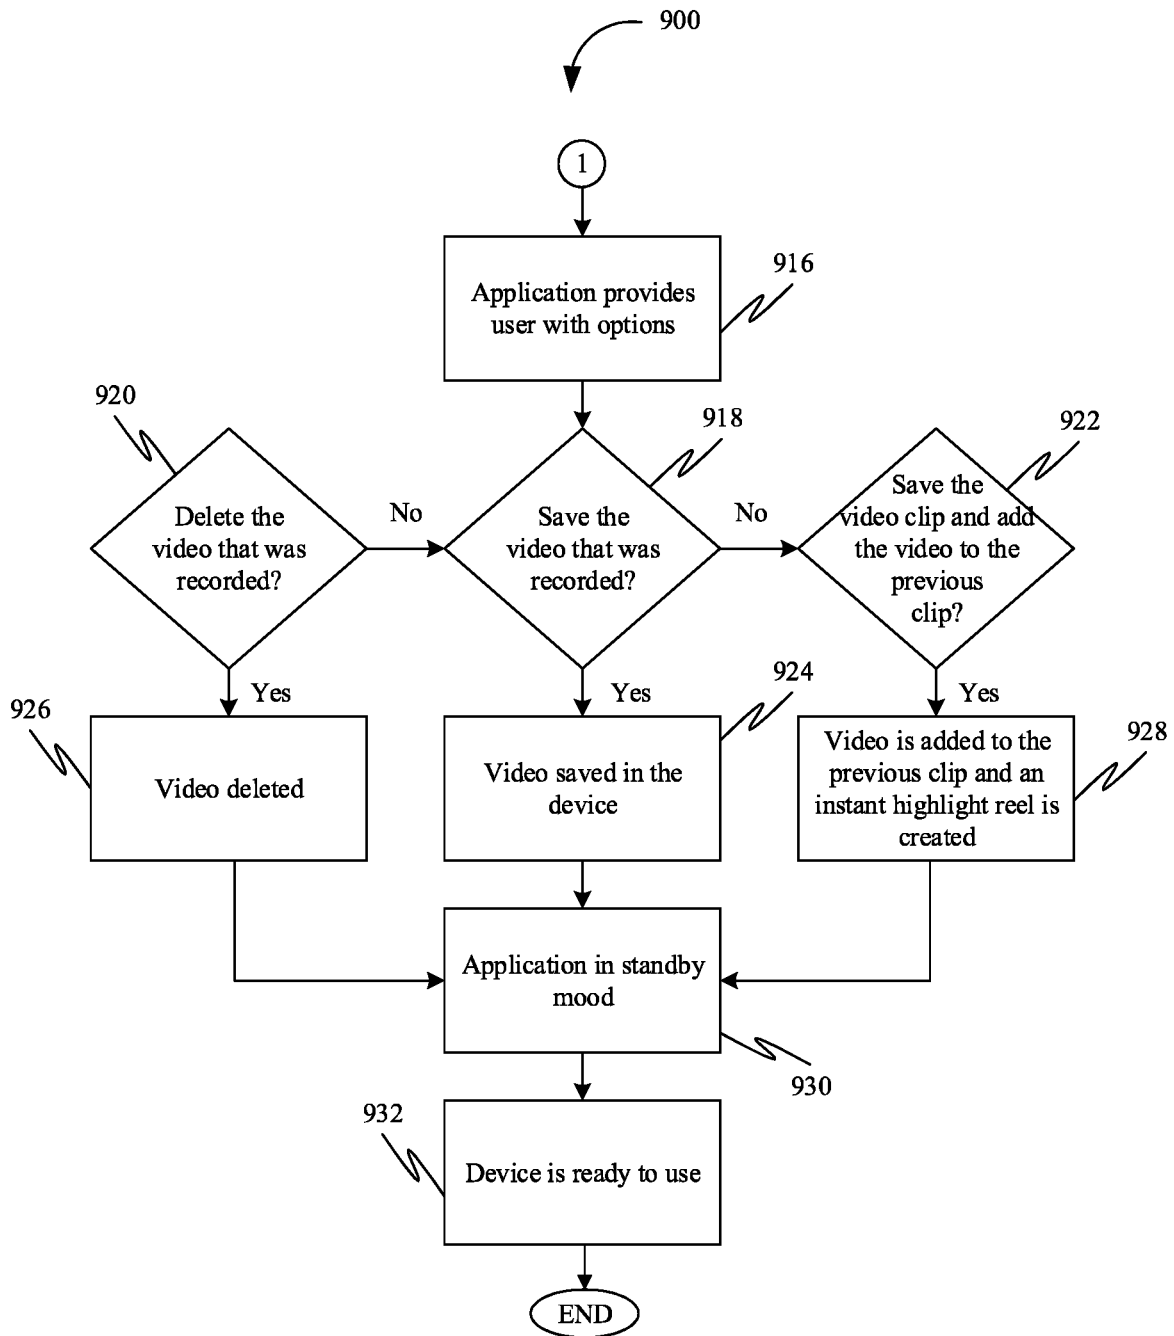 900
1
Application provides
user with options
916
920
918
922
Delete the
video that was
recorded?
No
Save the
video that was
recorded?
No
Save the
video clip and add
the video to the
previous
clip?
Yes
Yes
Yes
926
924
928
Video deleted
Video saved in the
device
Video is added to the
previous clip and an
instant highlight reel is
created
Application in standby
mood
930
932
Device is ready to use
END